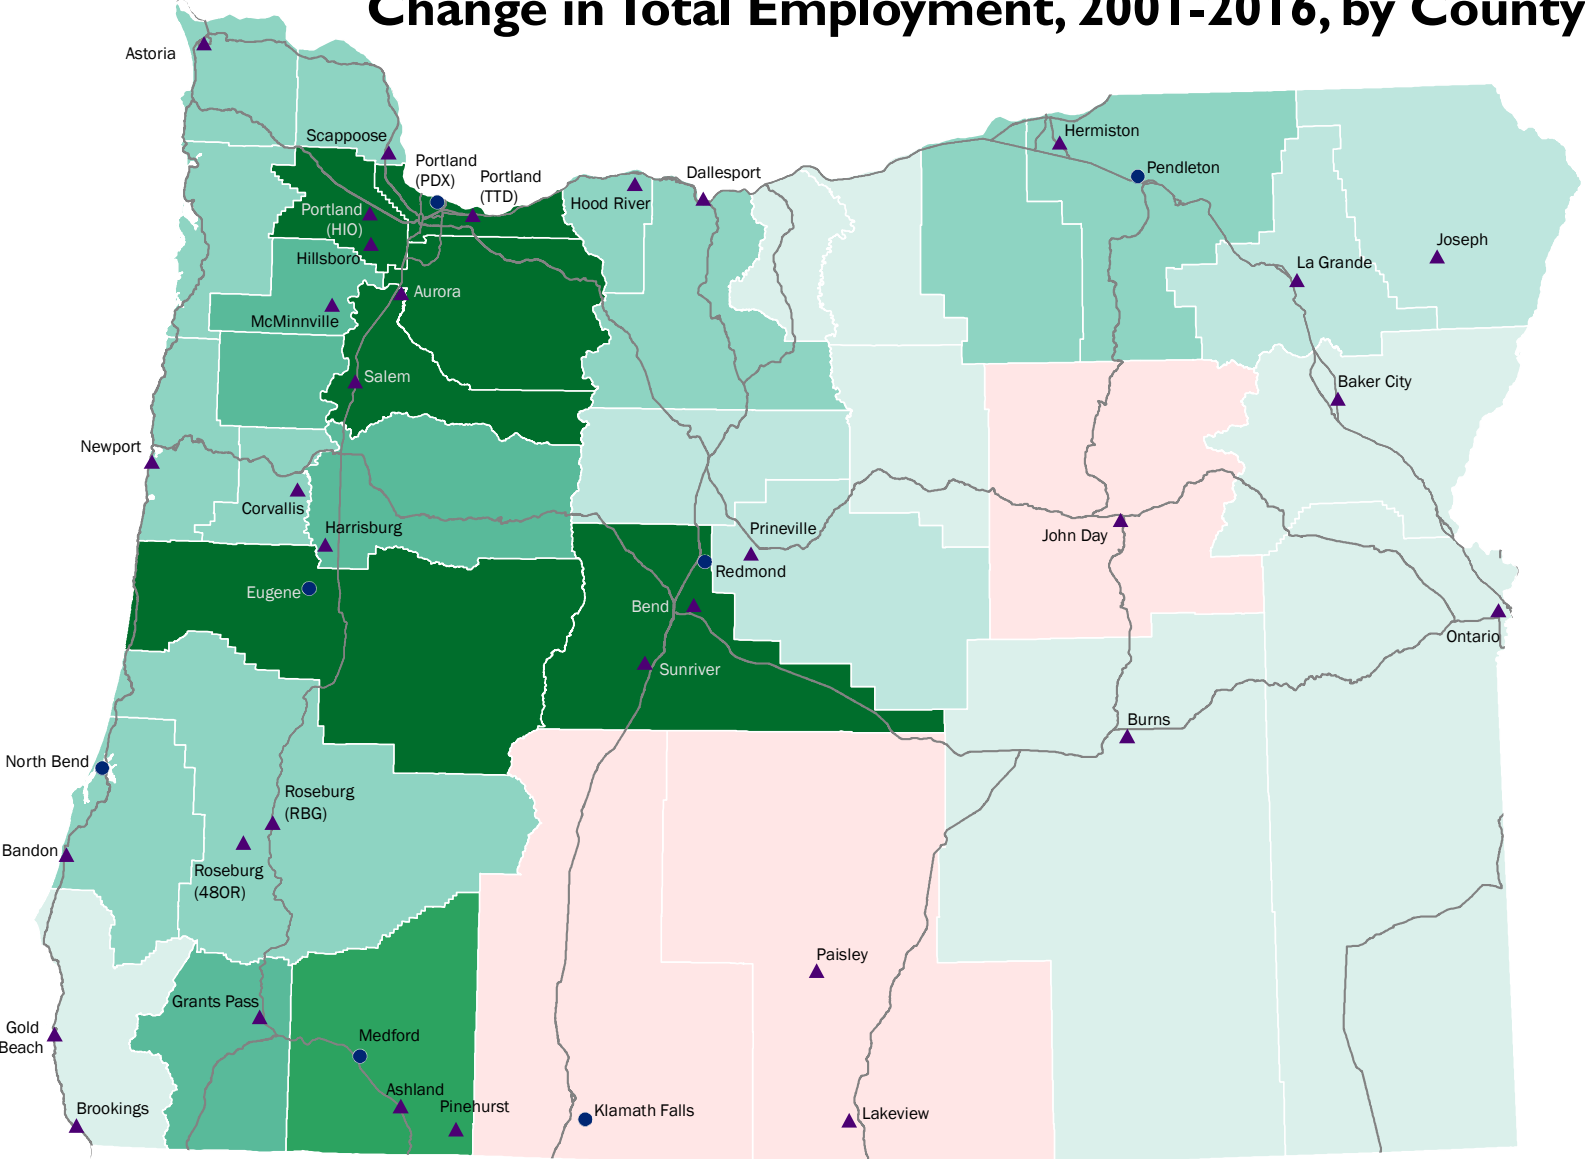 Change in Total Employment, 2001-2016, by County
Astoria
Scappoose
Portland
(PDX)
Portland
(TTD)
Dallesport
Hood River
Hermiston
Pendleton
Portland
(HIO)
Hillsboro
Joseph
La Grande
Aurora
McMinnville
Salem
Baker City
Newport
Corvallis
Harrisburg
Prineville
John Day
Redmond
Eugene
Bend
Ontario
Sunriver
Burns
North Bend
Roseburg
(RBG)
Bandon
Roseburg
(48OR)
Paisley
Grants Pass
Gold
Beach
Medford
Ashland
Pinehurst
Brookings
Klamath Falls
Lakeview